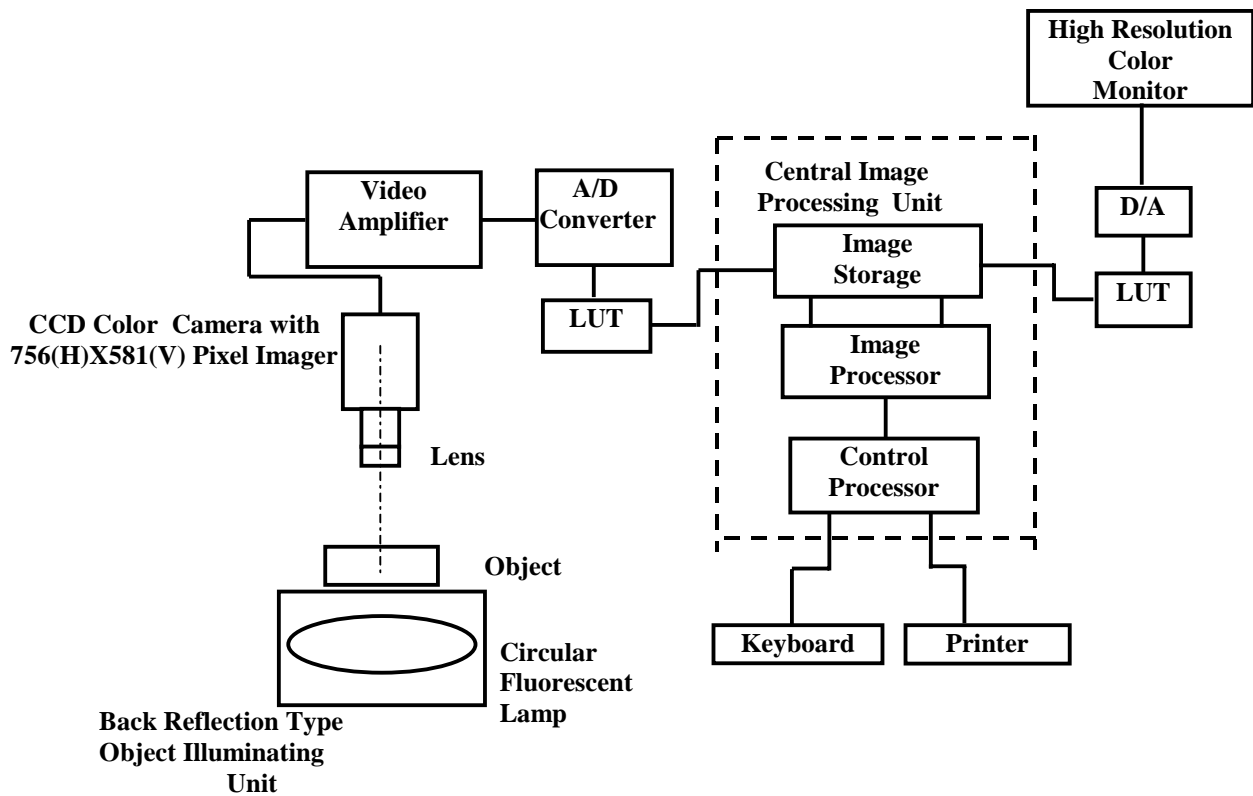 High Resolution
Color
Monitor
Central Image
Processing Unit
Video
Amplifier
A/D
Converter
D/A
Image
Storage
LUT
LUT
CCD Color Camera with
756(H)X581(V) Pixel Imager
Image
Processor
Lens
Control
Processor
Object
Keyboard
Printer
Circular
Fluorescent
Lamp
Back Reflection Type
Object Illuminating
Unit